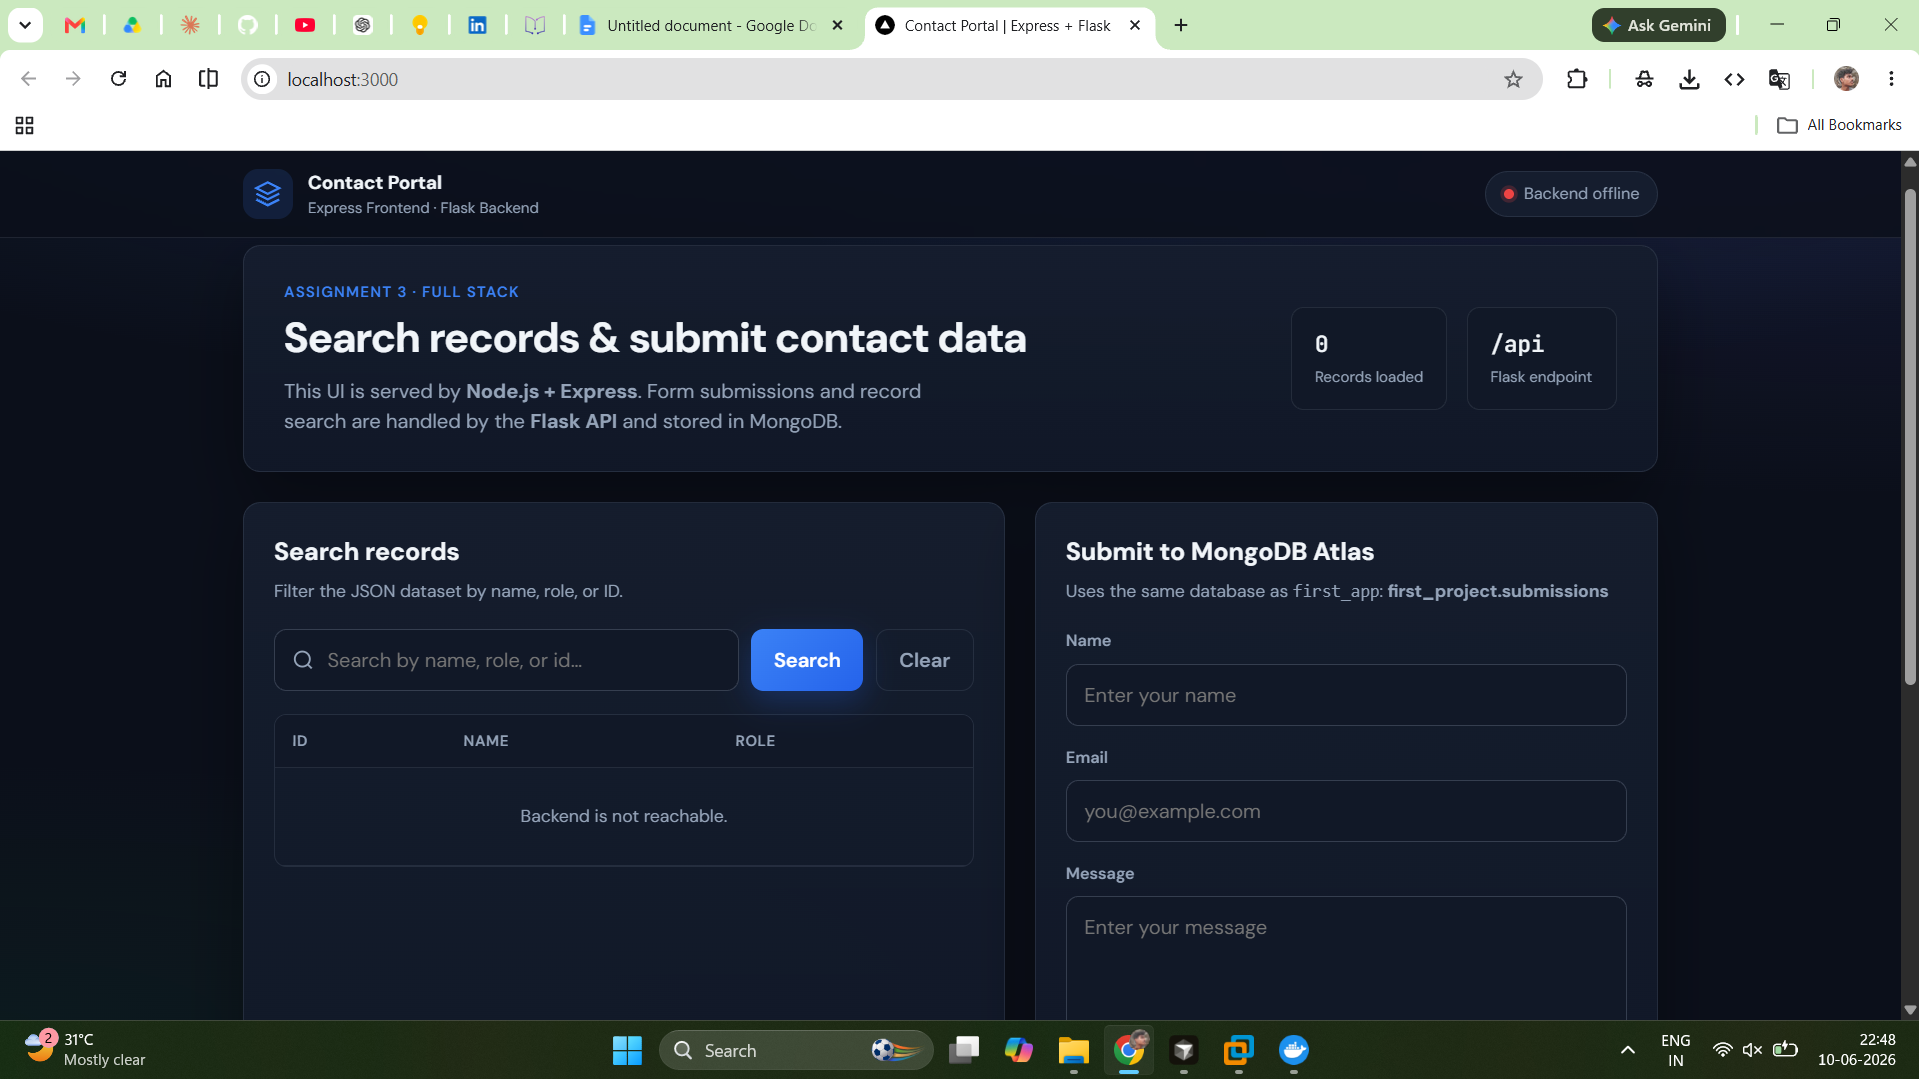 Untitled document - Google Do
Contact Portal | Express + Flask
Ask Gemini
localhost:3000
All Bookmarks
Contact Portal
Express Frontend · Flask Backend
Backend offline
ASSIGNMENT 3 · FULL STACK
Search records & submit contact data
This UI is served by Node.js + Express. Form submissions and record
search are handled by the Flask API and stored in MongoDB.
0
Records loaded
/api
Flask endpoint
Search records
Filter the JSON dataset by name, role, or ID.
Search by name, role, or id...
Search
Clear
ID NAME ROLE
Backend is not reachable.
Submit to MongoDB Atlas
Uses the same database as first_app: first_project.submissions
Name
Enter your name
Email
you@example.com
Message
Enter your message
2
31°C
Mostly clear
Search
ENG
IN
22:48
10-06-2026